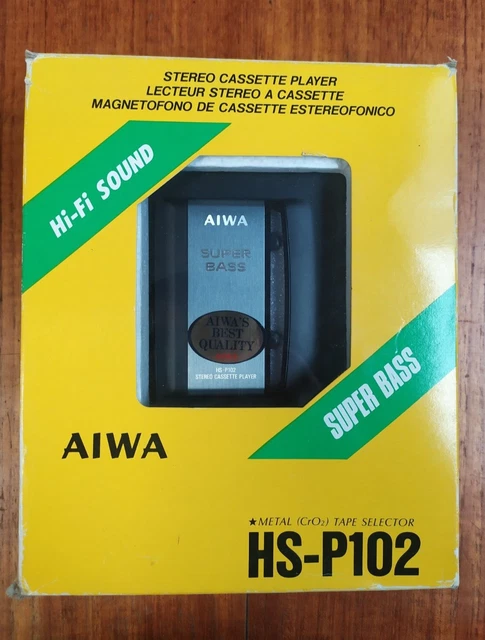 STEREO CASSETTE PLAYER
LECTEUR STEREO A CASSETTE
MAGNETOFONO DE CASSETTE ESTEREOFONICO
Hi-Fi SOUND
AIWA
SUPER
BASS
AIWA'S
BEST
QUALITY
HS-P102
STEREO CASSETTE PLAYER
SUPER BASS
AIWA
★METAL (CrO₂) TAPE SELECTOR
HS-P102